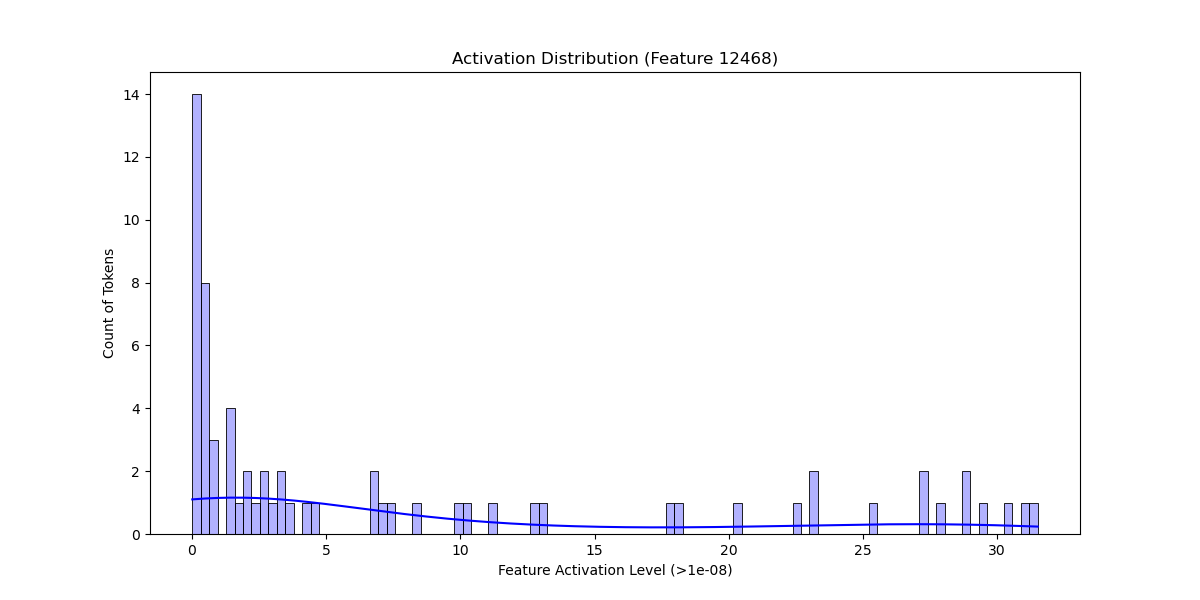 Activation Distribution (Feature 12468)
14
12
10
8
6
4
2
0
Count of Tokens
0 5 10 15 20 25 30
Feature Activation Level (>1e-08)